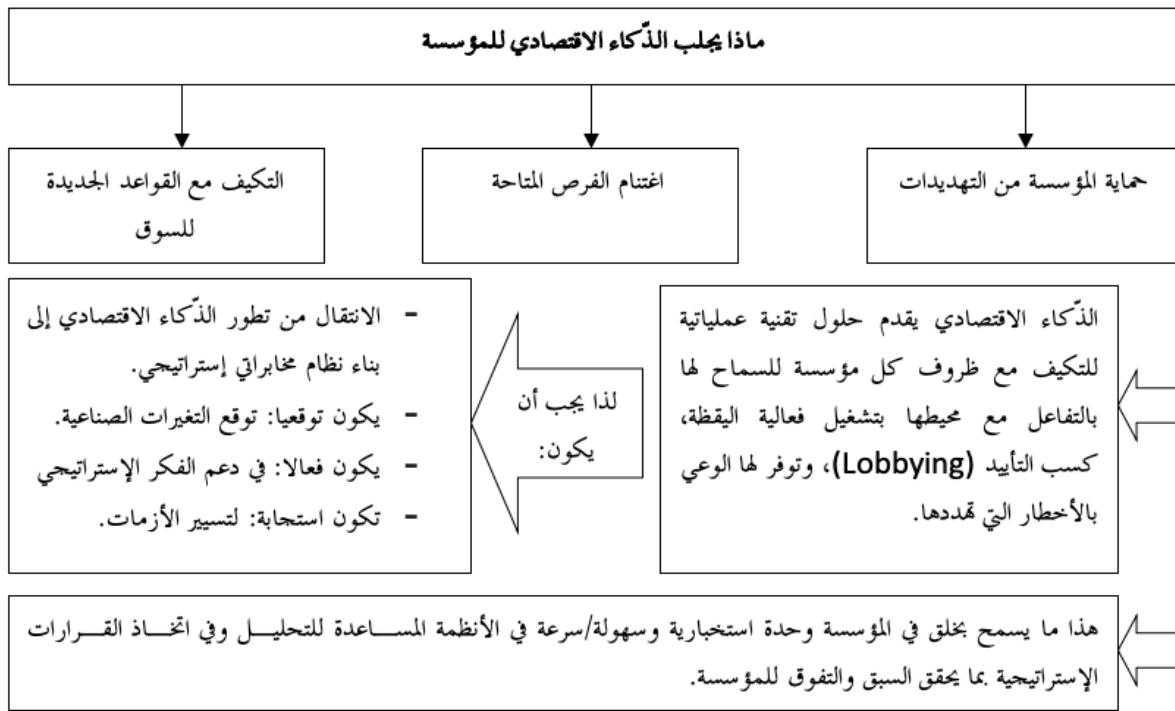 ماذا يجلب الذّكاء الاقتصادي للمؤسسة
حماية المؤسسة من التهديدات
اغتنام الفرص المتاحة
التكيف مع القواعد الجديدة
للسوق
الذّكاء الاقتصادي يقدم حلول تقنية عملياتية
للتكيف مع ظروف كل مؤسسة للسماح لها
بالتفاعل مع محيطها بتشغيل فعالية اليقظة،
كسب التأييد (Lobbying)، وتوفر لها الوعي
بالأخطار التي تهددها.
لذا يجب أن
يكون:
- الانتقال من تطور الذّكاء الاقتصادي إلى
بناء نظام مخابراتي إستراتيجي.
- يكون توقعيا: توقع التغيرات الصناعية.
- يكون فعالا: في دعم الفكر الإستراتيجي
- تكون استجابة: لتسيير الأزمات.
هذا ما يسمح بخلق في المؤسسة وحدة استخبارية وسهولة/سرعة في الأنظمة المساعدة للتحليل وفي اتخاذ القرارات
الإستراتيجية بما يحقق السبق والتفوق للمؤسسة.